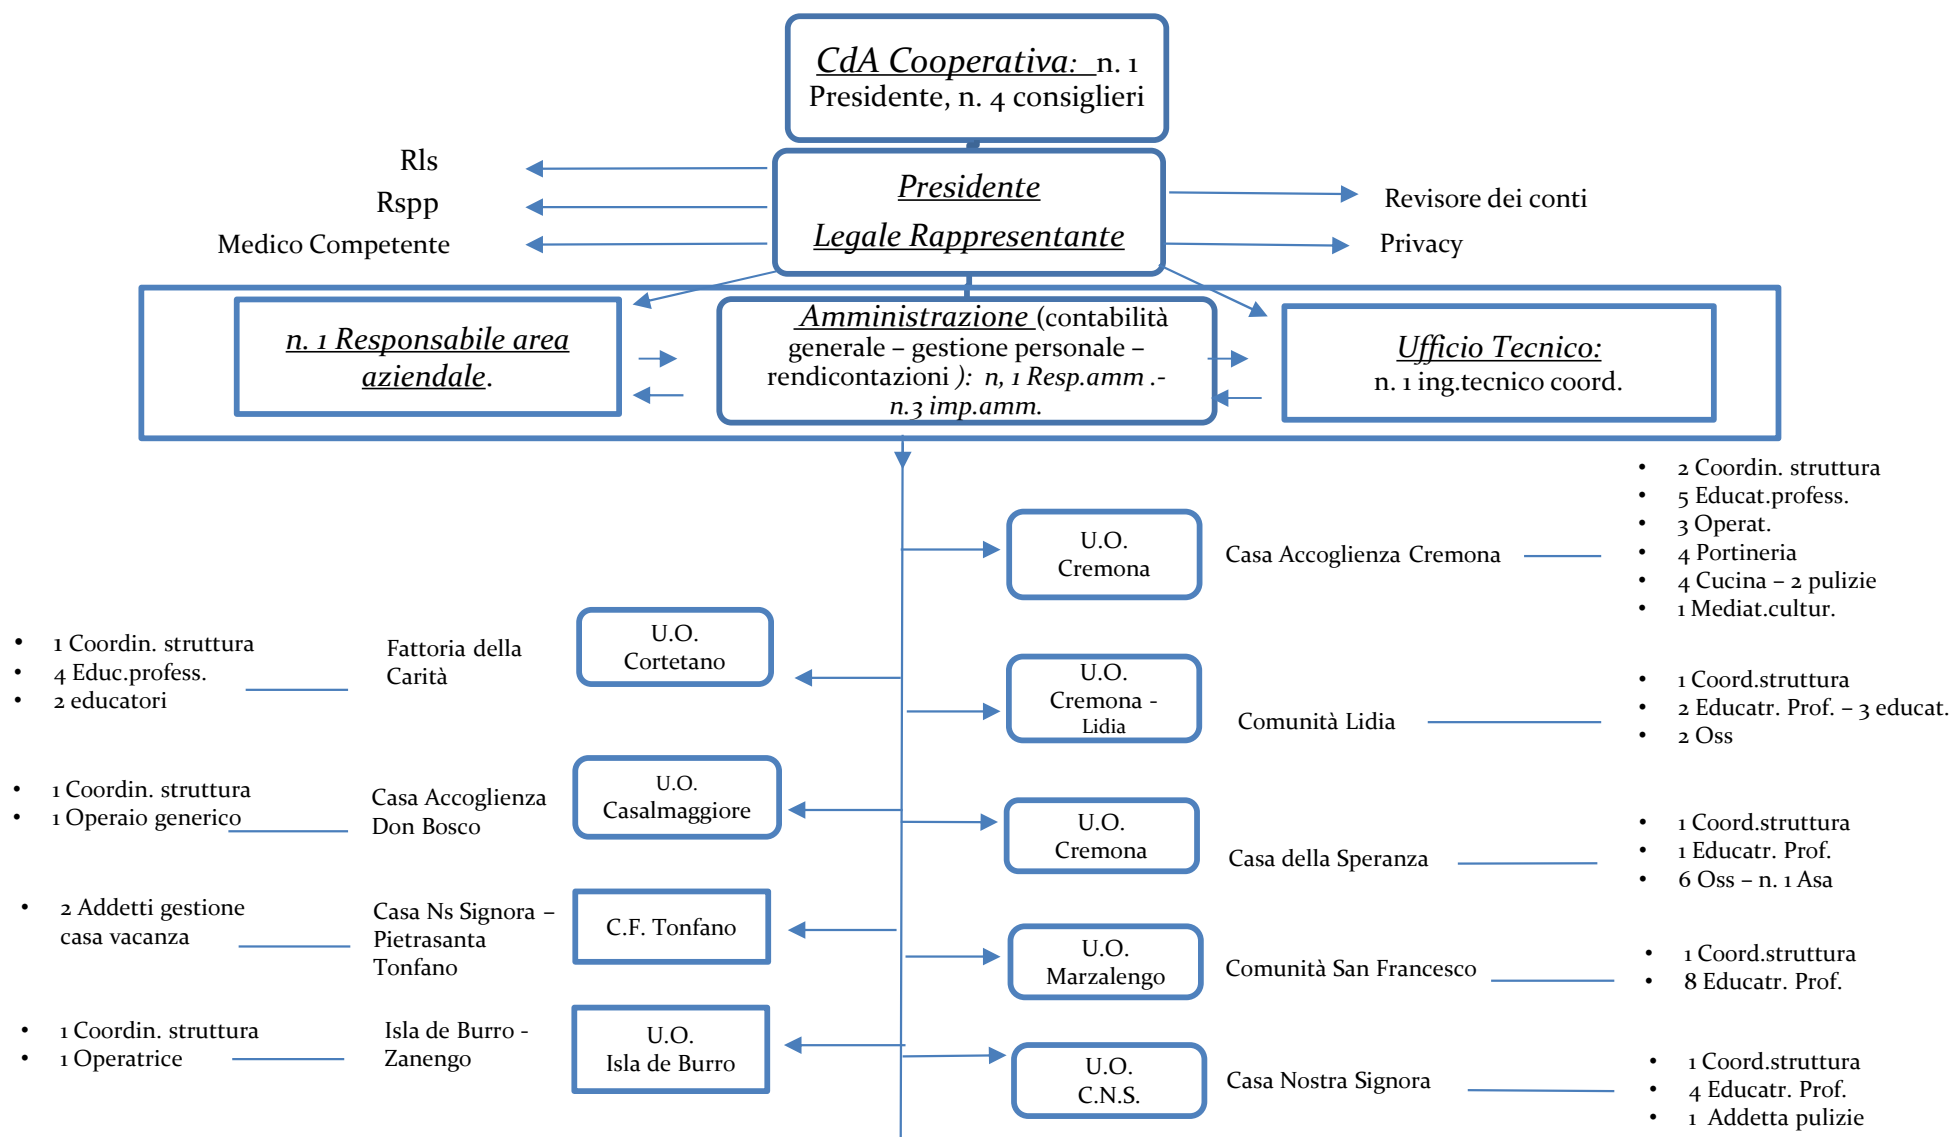 CdA Cooperativa: n. 1
Presidente, n. 4 consiglieri
Rls
Rspp
Medico Competente
Presidente
Legale Rappresentante
Revisore dei conti
Privacy
n. 1 Responsabile area
aziendale.
Amministrazione (contabilità
generale – gestione personale –
rendicontazioni ): n, 1 Resp.amm .-
n.3 imp.amm.
Ufficio Tecnico:
n. 1 ing.tecnico coord.
U.O.
Cremona
Casa Accoglienza Cremona
• 2 Coordin. struttura
• 5 Educat.profess.
• 3 Operat.
• 4 Portineria
• 4 Cucina – 2 pulizie
• 1 Mediat.cultur.
• 1 Coordin. struttura
• 4 Educ.profess.
• 2 educatori
Fattoria della
Carità
U.O.
Cortetano
U.O.
Cremona -
Lidia
Comunità Lidia
• 1 Coord.struttura
• 2 Educatr. Prof. – 3 educat.
• 2 Oss
• 1 Coordin. struttura
• 1 Operaio generico
Casa Accoglienza
Don Bosco
U.O.
Casalmaggiore
U.O.
Cremona
Casa della Speranza
• 1 Coord.struttura
• 1 Educatr. Prof.
• 6 Oss – n. 1 Asa
• 2 Addetti gestione
casa vacanza
Casa Ns Signora –
Pietrasanta
Tonfano
C.F. Tonfano
U.O.
Marzalengo
Comunità San Francesco
• 1 Coord.struttura
• 8 Educatr. Prof.
• 1 Coordin. struttura
• 1 Operatrice
Isla de Burro -
Zanengo
U.O.
Isla de Burro
U.O.
C.N.S.
Casa Nostra Signora
• 1 Coord.struttura
• 4 Educatr. Prof.
• 1 Addetta pulizie